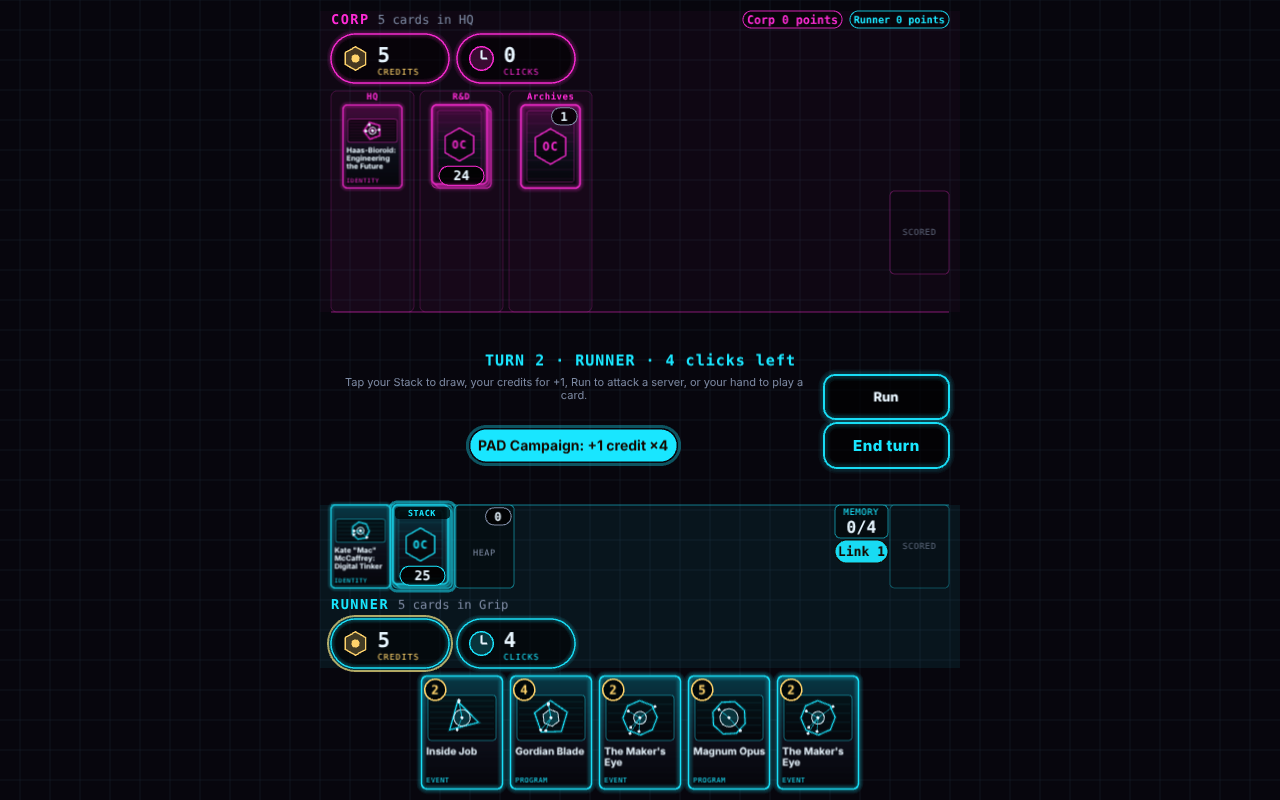 CORP 5 cards in HQ
Corp 0 points
Runner 0 points
5
CREDITS
0
CLICKS
HQ
R&D
Archives
Haas-Bioroid:
Engineering
the Future
IDENTITY
OC
24
1
OC
SCORED
TURN 2 · RUNNER · 4 clicks left
Tap your Stack to draw, your credits for +1, Run to attack a server, or your hand to play a
card.
Run
PAD Campaign: +1 credit ×4
End turn
Kate "Mac"
McCaffrey:
Digital Tinker
IDENTITY
STACK
OC
25
0
HEAP
MEMORY
0/4
Link 1
SCORED
RUNNER 5 cards in Grip
5
CREDITS
4
CLICKS
2
Inside Job
EVENT
4
Gordian Blade
PROGRAM
2
The Maker's
Eye
EVENT
5
Magnum Opus
PROGRAM
2
The Maker's
Eye
EVENT